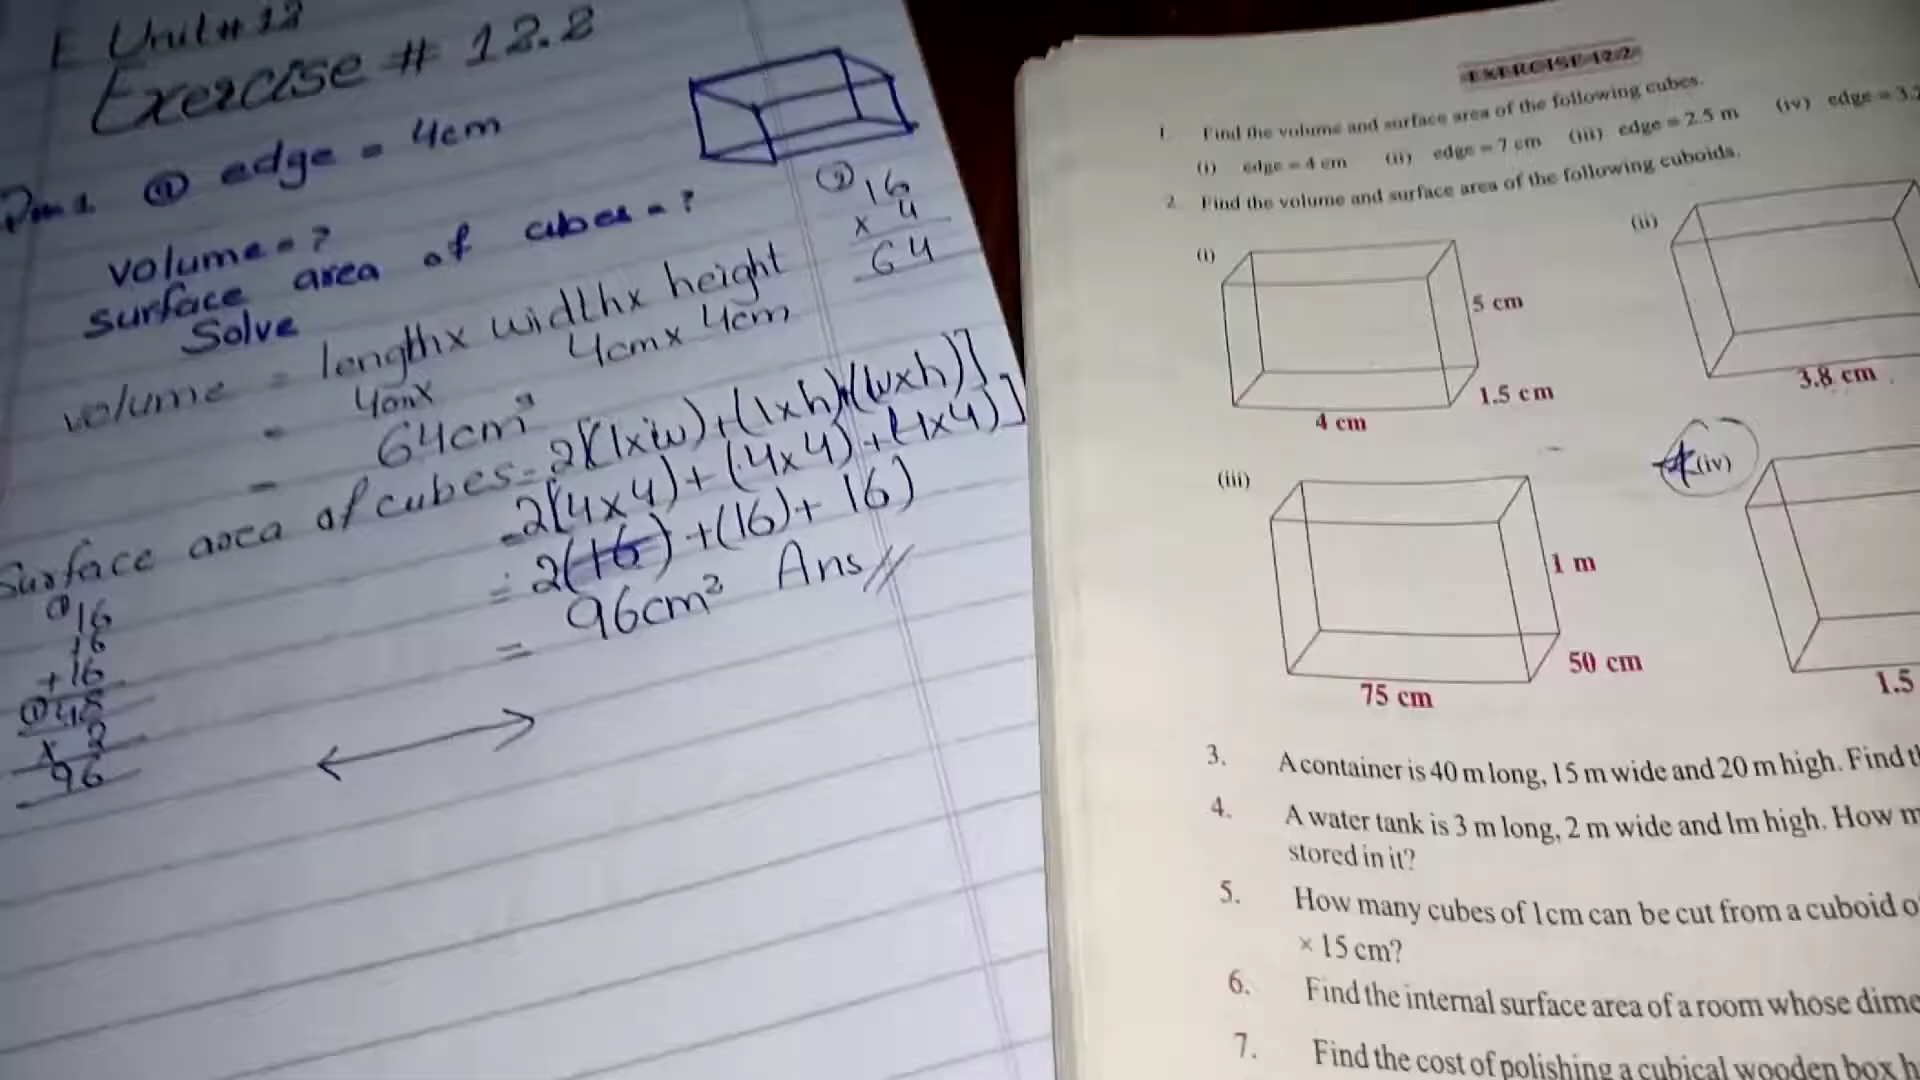 Unit # 12
Exercise # 12.2
edge = 4cm
volume = ?
surface area of cubes = ?
Solve
volume = length x width x height
= 4cm x 4cm x 4cm
= 64cm³
Surface area of cubes = 2[(lxw)+(lxh)+(wxh)]
= 2[4x4)+(4x4)+(4x4)]
= 2(16)+(16)+16)
= 96cm² Ans
16
x 4
64
16
16
+16
48
x 2
96
EXERCISE 12.2
1. Find the volume and surface area of the following cubes.
(i) edge = 4 cm (ii) edge = 7 cm (iii) edge = 2.5 m (iv) edge = 3.2
2. Find the volume and surface area of the following cuboids.
(i)
5 cm
1.5 cm
4 cm
(ii)
3.8 cm
(iii)
1 m
50 cm
75 cm
(iv)
1.5
3. A container is 40 m long, 15 m wide and 20 m high. Find
4. A water tank is 3 m long, 2 m wide and 1m high. How
stored in it?
5. How many cubes of 1cm can be cut from a cuboid
× 15 cm?
6. Find the internal surface area of a room whose dime
7. Find the cost of polishing a cubical wooden box